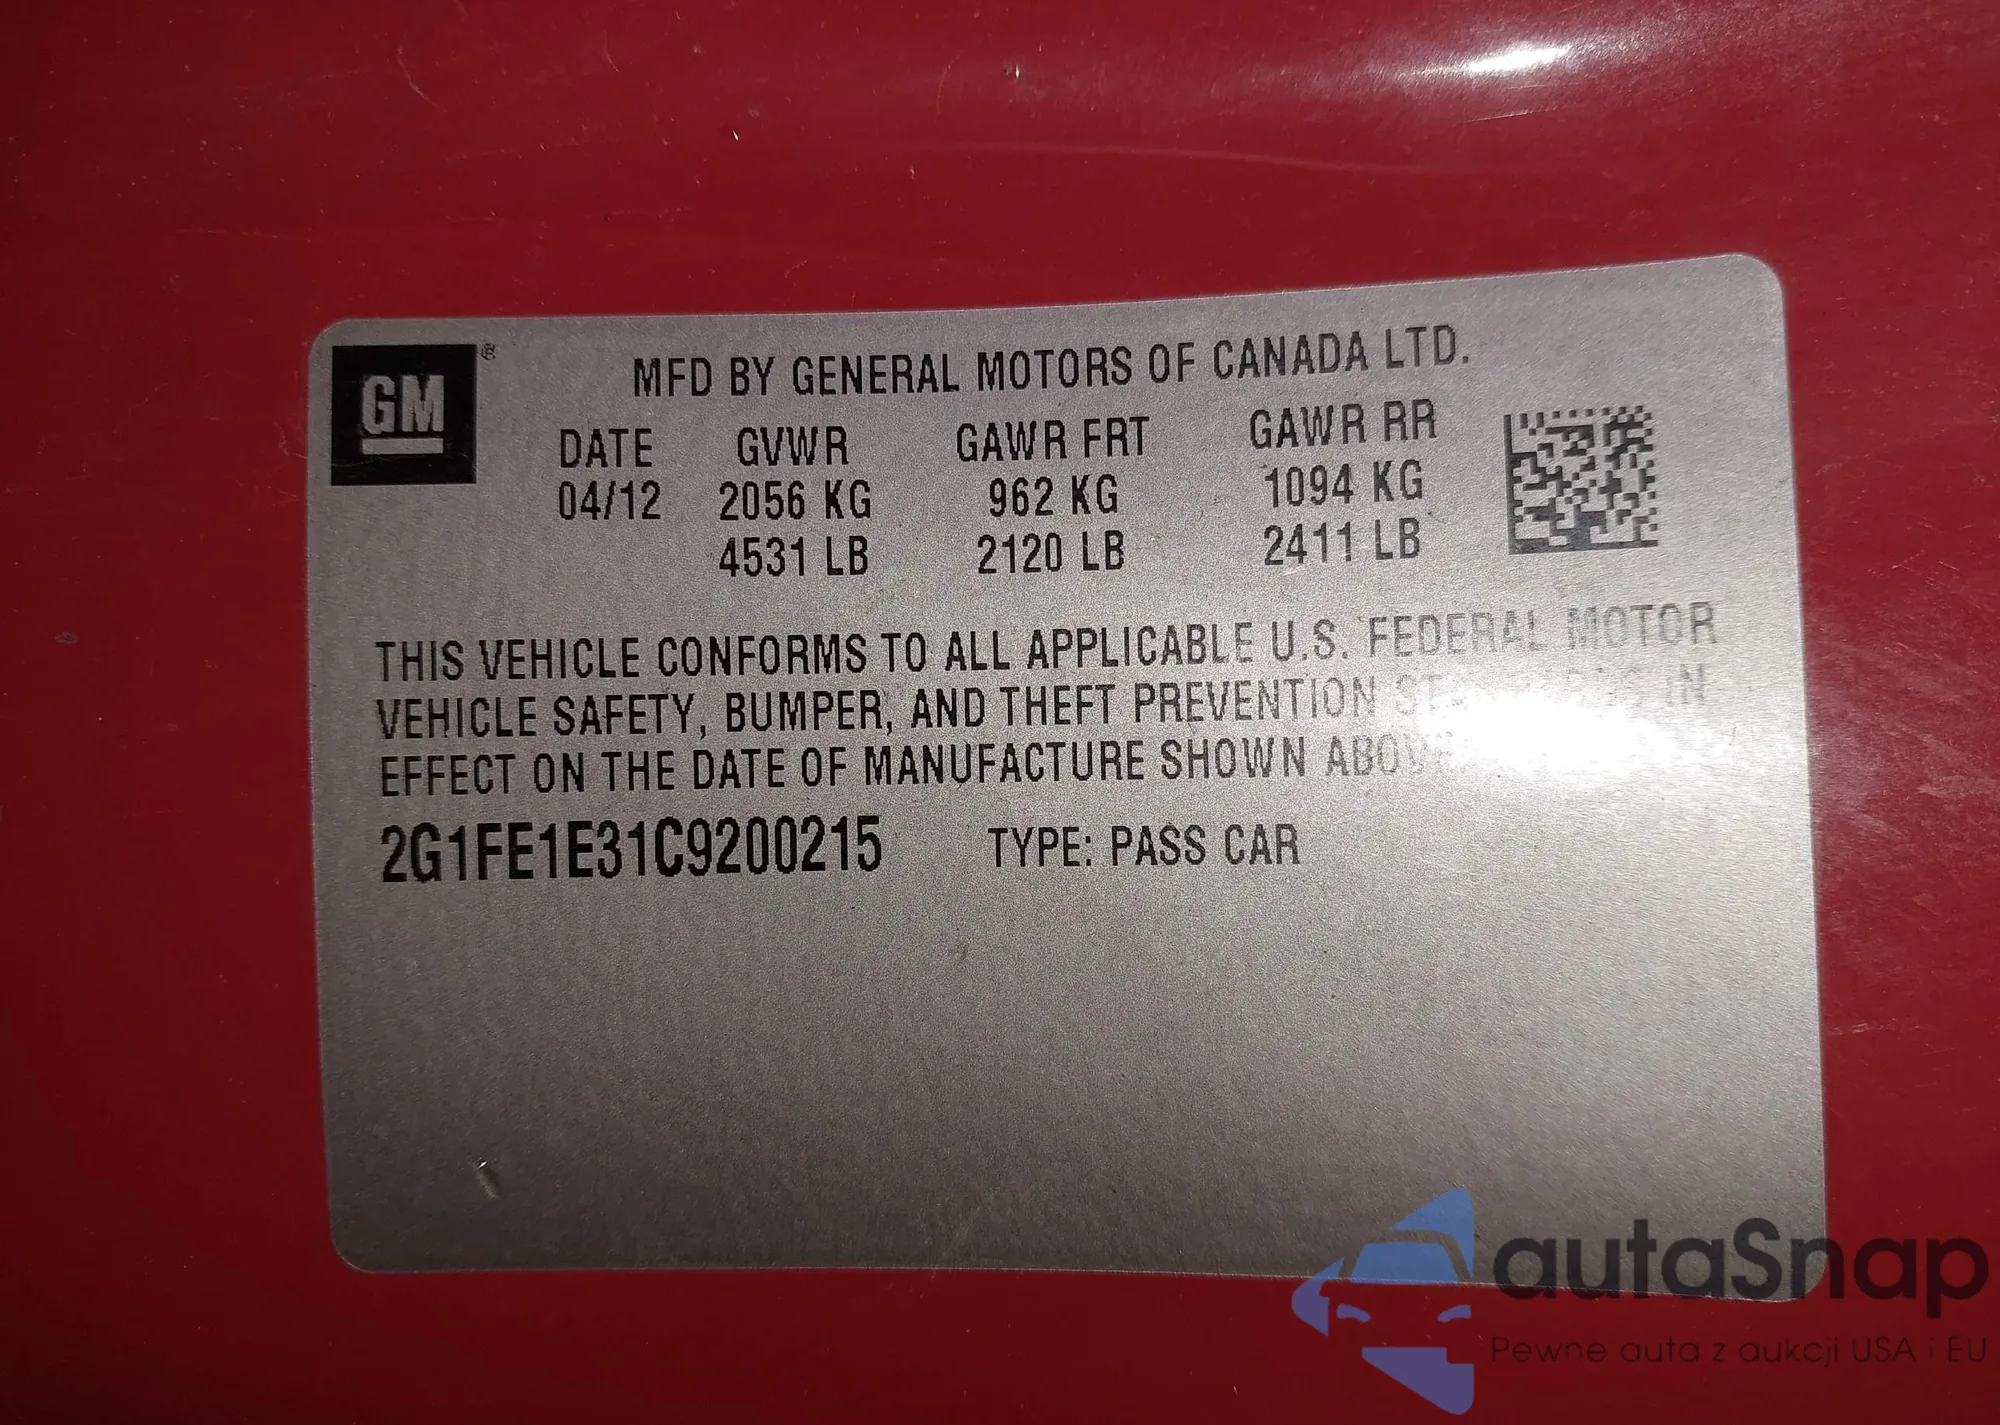 GM®
MFD BY GENERAL MOTORS OF CANADA LTD.
DATE GVWR GAWR FRT GAWR RR
04/12 2056 KG 962 KG 1094 KG
4531 LB 2120 LB 2411 LB
THIS VEHICLE CONFORMS TO ALL APPLICABLE U.S. FEDERAL MOTOR
VEHICLE SAFETY, BUMPER, AND THEFT PREVENTION IN
EFFECT ON THE DATE OF MANUFACTURE SHOWN ABOVE
2G1FE1E31C9200215 TYPE: PASS CAR
autaSnap
Pewne auta z aukcji USA i EU